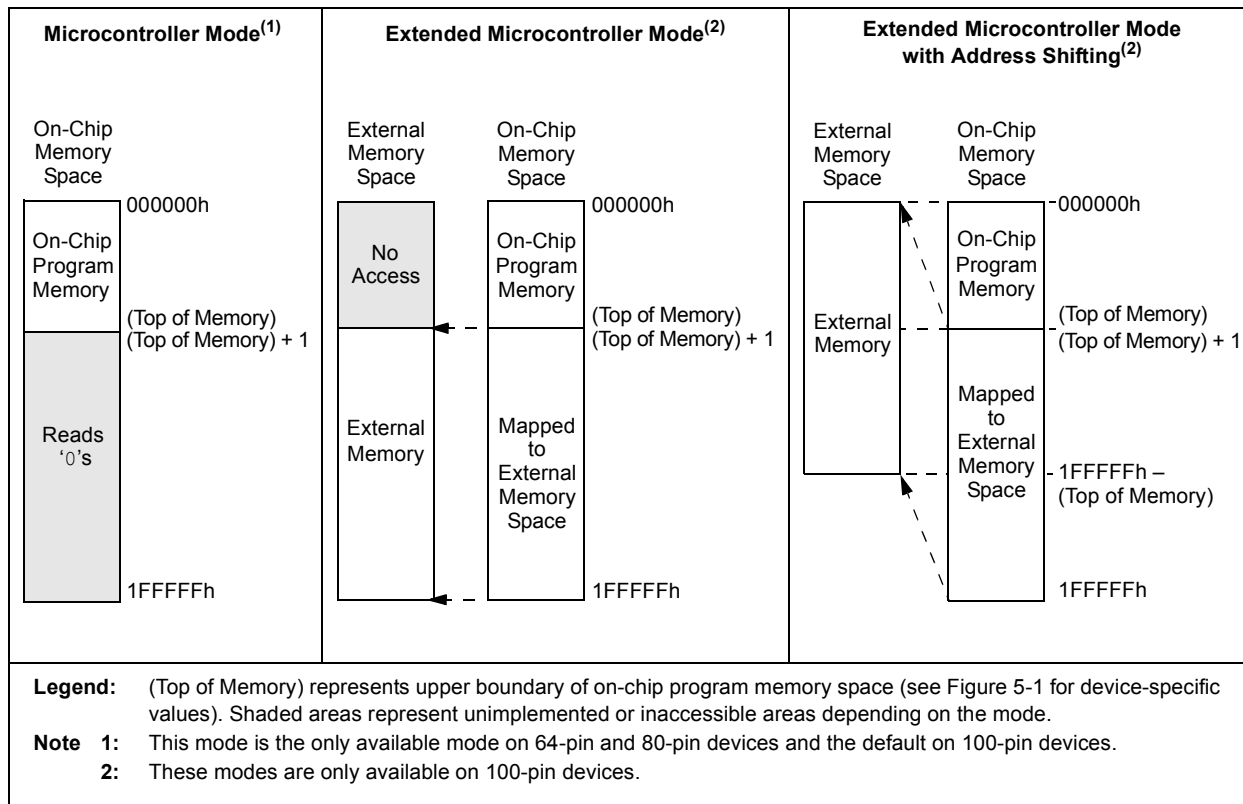 Microcontroller Mode(1)
On-Chip
Memory
Space
000000h
On-Chip
Program
Memory
(Top of Memory)
(Top of Memory) + 1
Reads
‘0’s
1FFFFFh
Extended Microcontroller Mode(2)
External
Memory
Space
On-Chip
Memory
Space
000000h
No
Access
On-Chip
Program
Memory
(Top of Memory)
(Top of Memory) + 1
External
Memory
Mapped
to
External
Memory
Space
1FFFFFh
Extended Microcontroller Mode
with Address Shifting(2)
External
Memory
Space
On-Chip
Memory
Space
000000h
On-Chip
Program
Memory
External
Memory
(Top of Memory)
(Top of Memory) + 1
Mapped
to
External
Memory
Space
1FFFFFh –
(Top of Memory)
1FFFFFh
Legend: (Top of Memory) represents upper boundary of on-chip program memory space (see Figure 5-1 for device-specific
values). Shaded areas represent unimplemented or inaccessible areas depending on the mode.
Note 1: This mode is the only available mode on 64-pin and 80-pin devices and the default on 100-pin devices.
2: These modes are only available on 100-pin devices.